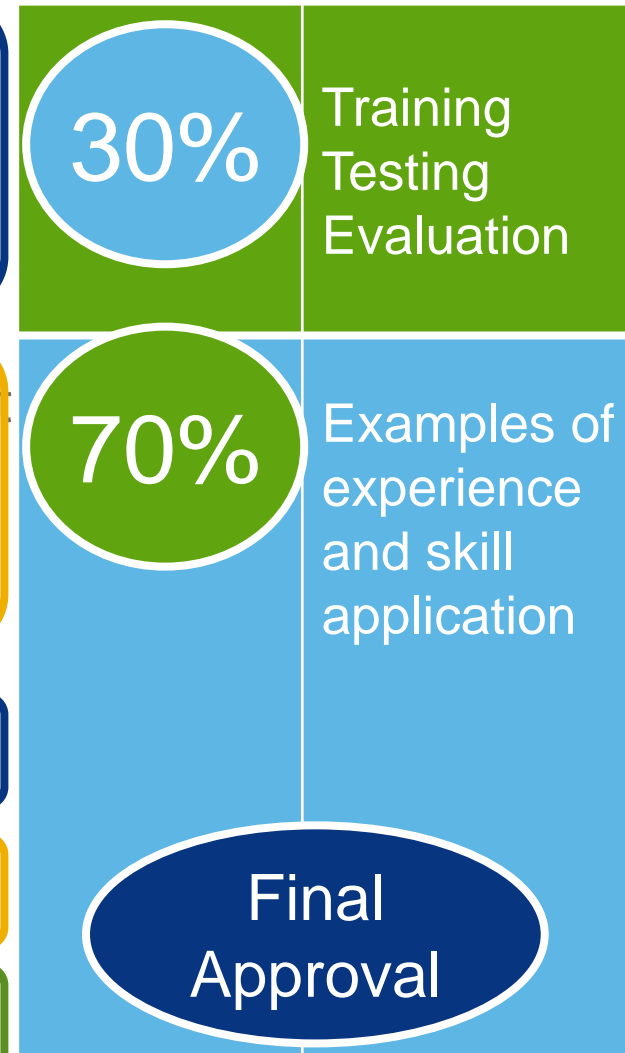 30%
Training
Testing
Evaluation
70%
Examples of
experience
and skill
application
Final
Approval